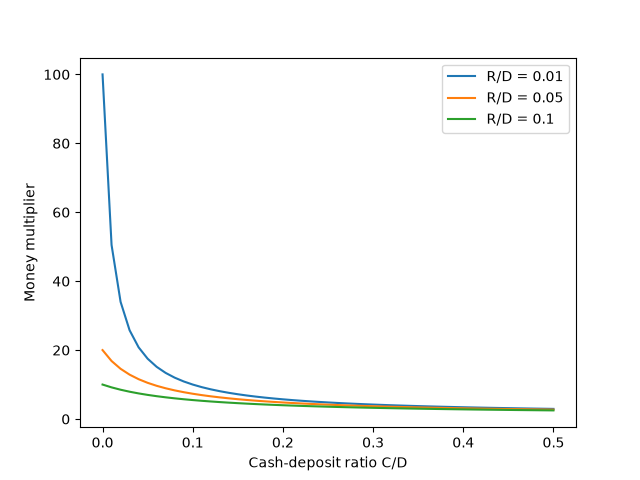 R/D = 0.01
R/D = 0.05
R/D = 0.1
Money multiplier
100
80
60
40
20
0
0.0 0.1 0.2 0.3 0.4 0.5
Cash-deposit ratio C/D